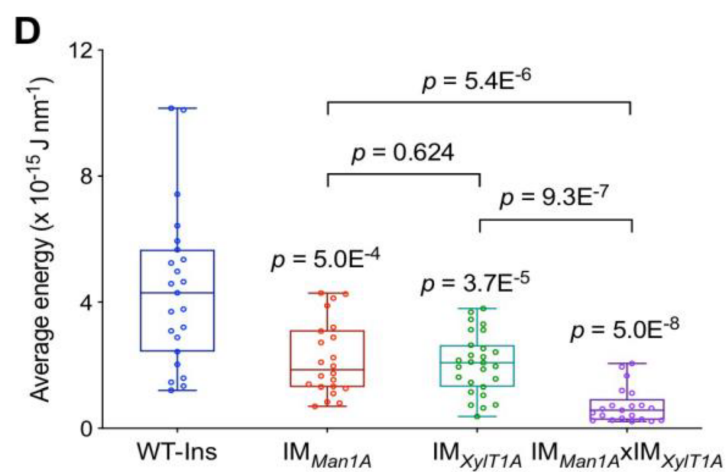 D
Average energy (x 10⁻¹⁵ J nm⁻¹)
12
8
4
0
p = 5.4E⁻⁶
p = 0.624
p = 9.3E⁻⁷
p = 5.0E⁻⁴
p = 3.7E⁻⁵
p = 5.0E⁻⁸
WT-Ins IM_Man1A IM_XylT1A IM_Man1AxIM_XylT1A